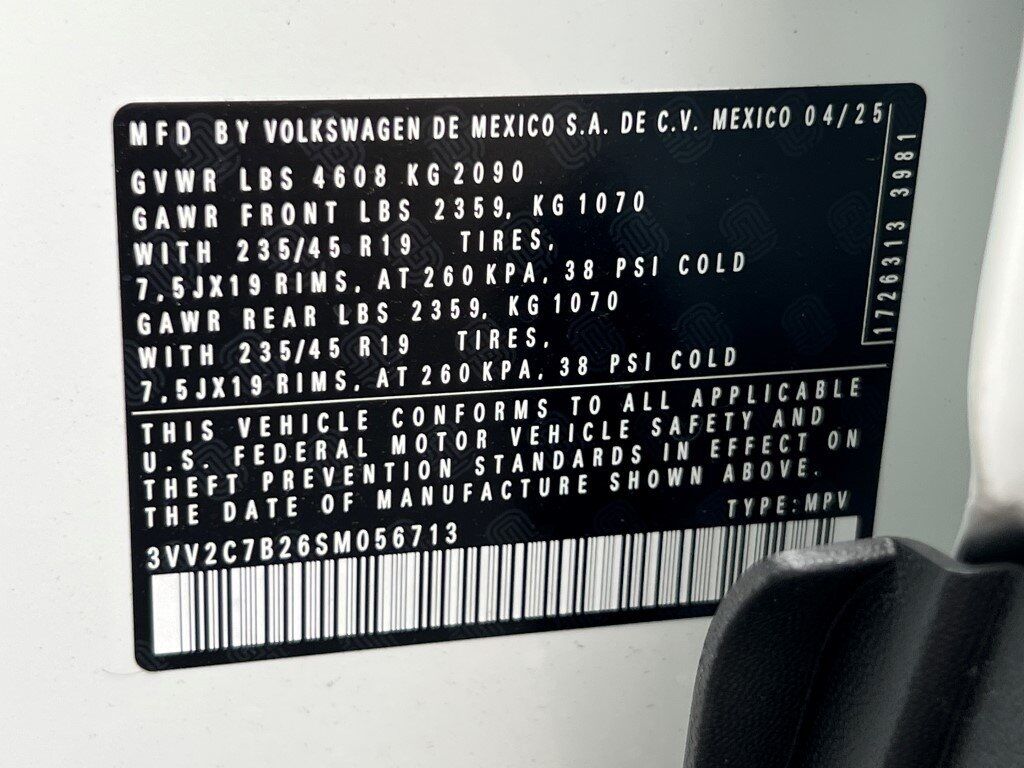 MFD BY VOLKSWAGEN DE MEXICO S.A. DE C.V. MEXICO 04/25
GVWR LBS 4608 KG 2090
GAWR FRONT LBS 2359, KG 1070
WITH 235/45 R19 TIRES,
7,5JX19 RIMS, AT 260 KPA, 38 PSI COLD
GAWR REAR LBS 2359, KG 1070
WITH 235/45 R19 TIRES,
7,5JX19 RIMS, AT 260 KPA, 38 PSI COLD
1726313 3981
THIS VEHICLE CONFORMS TO ALL APPLICABLE
U.S. FEDERAL MOTOR VEHICLE SAFETY AND
THEFT PREVENTION STANDARDS IN EFFECT ON
THE DATE OF MANUFACTURE SHOWN ABOVE.
TYPE:MPV
3VV2C7B26SM056713